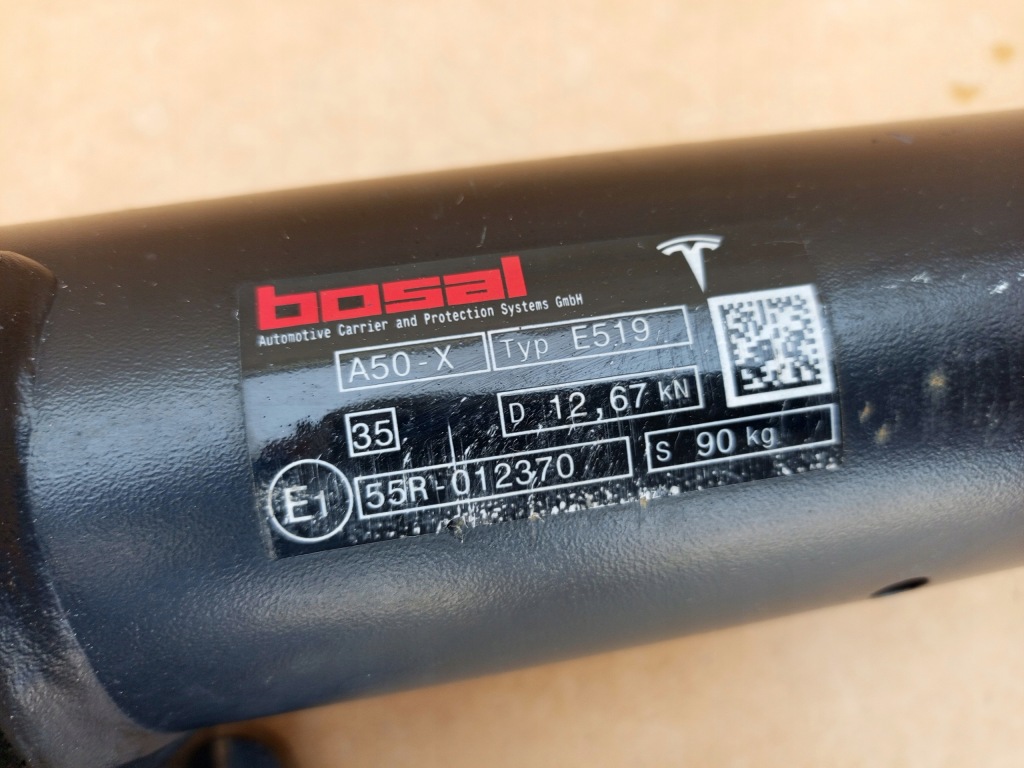 bosal
Automotive Carrier and Protection Systems GmbH
A50-X Typ E519
35 D 12,67 kN
E1 55R-012370 S 90 kg